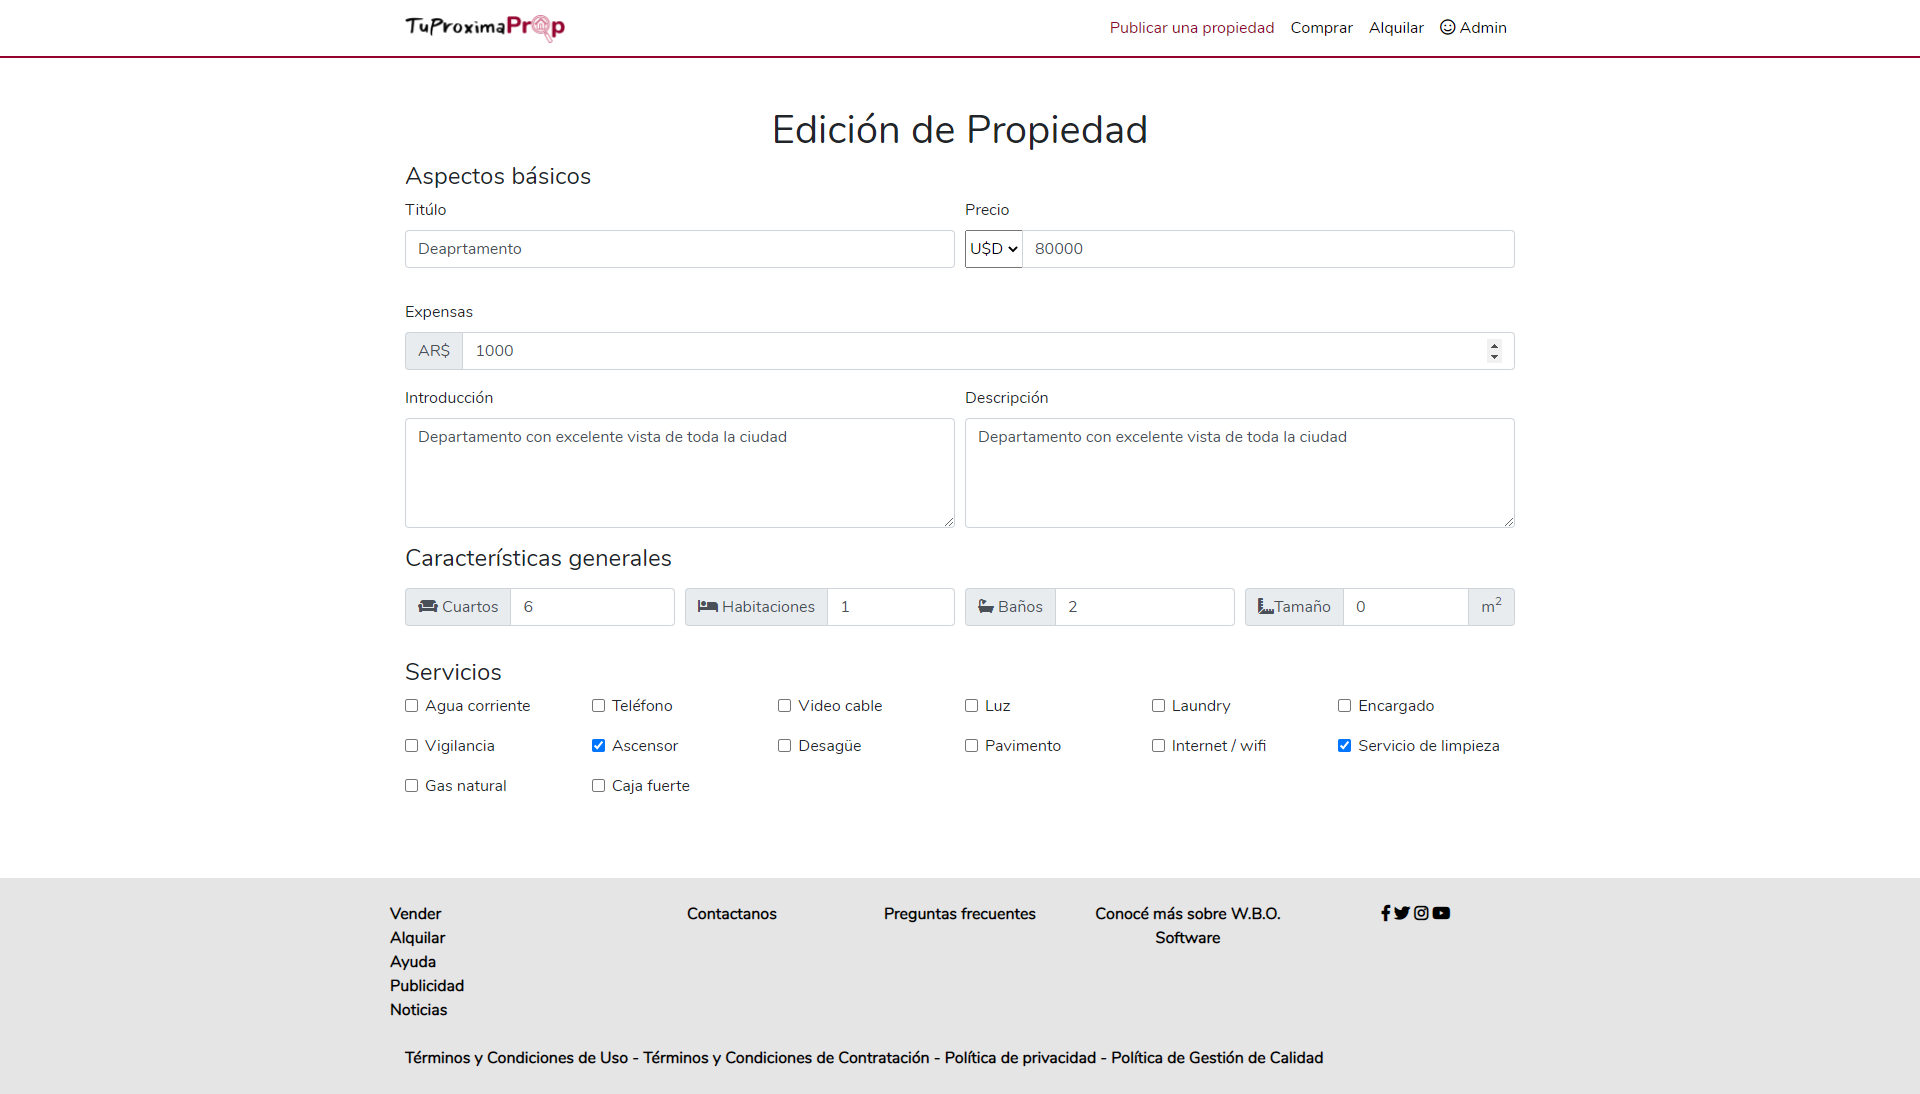 TuProximaProp
Publicar una propiedad Comprar Alquilar Admin
Edición de Propiedad
Aspectos básicos
Titúlo Precio
Deaprtamento U$D 80000
Expensas
AR$ 1000
Introducción Descripción
Departamento con excelente vista de toda la ciudad Departamento con excelente vista de toda la ciudad
Características generales
Cuartos 6 Habitaciones 1 Baños 2 Tamaño 0 m²
Servicios
Agua corriente Teléfono Video cable Luz Laundry Encargado
Vigilancia Ascensor Desagüe Pavimento Internet / wifi Servicio de limpieza
Gas natural Caja fuerte
Vender Contactanos Preguntas frecuentes Conocé más sobre W.B.O.
Alquilar Software
Ayuda
Publicidad
Noticias
Términos y Condiciones de Uso - Términos y Condiciones de Contratación - Política de privacidad - Política de Gestión de Calidad